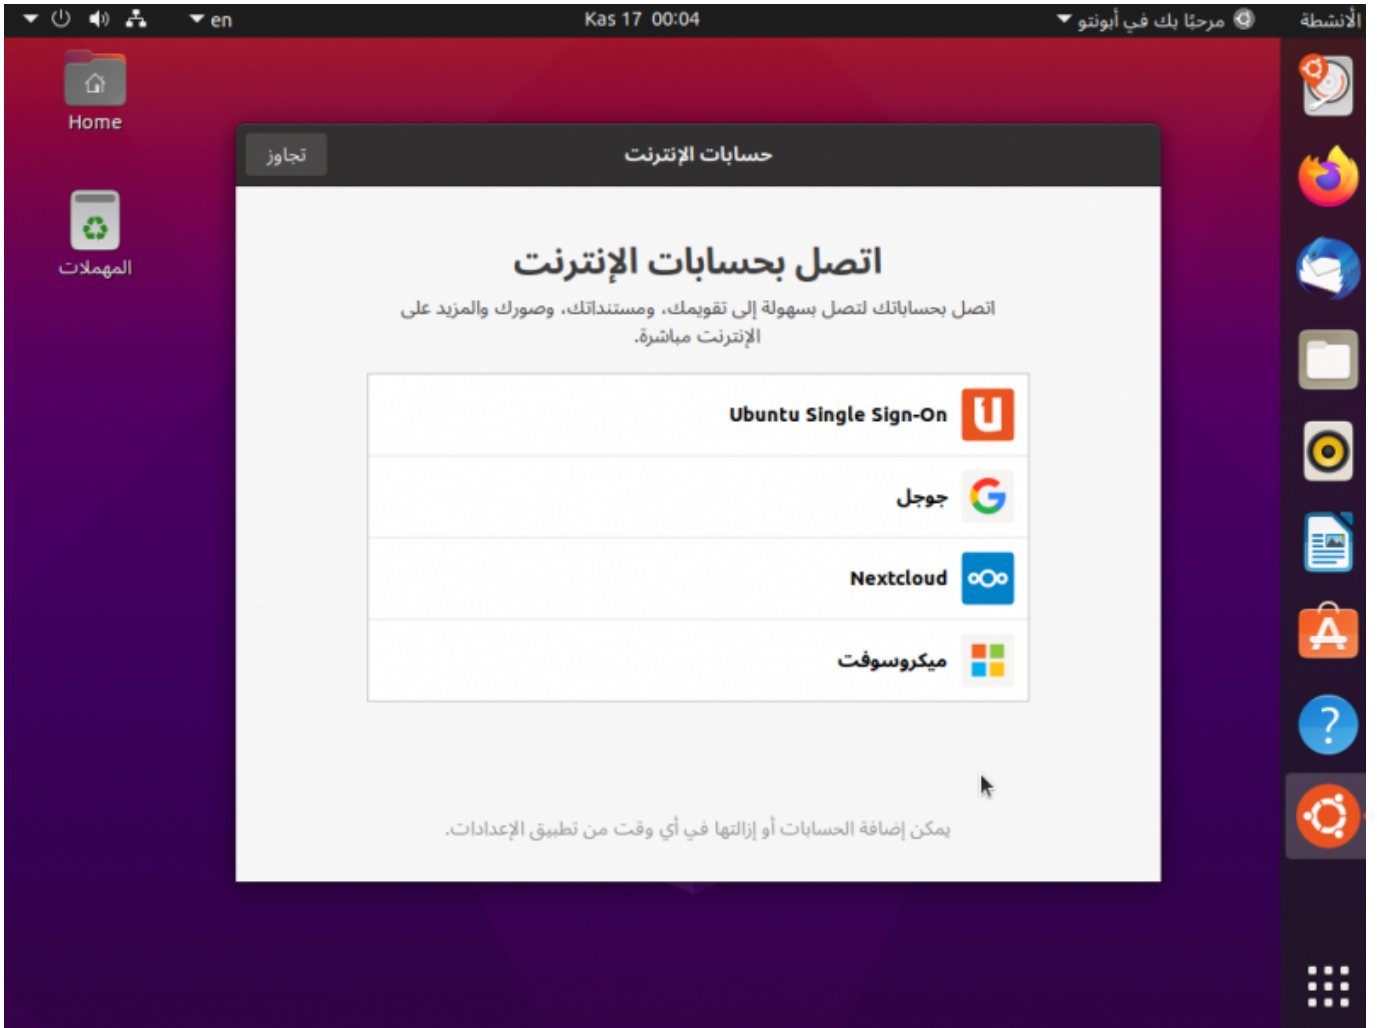 الأنشطة
مرحبًا بك في أبونتو
Kas 17 00:04
en
Home
المهملات
حسابات الإنترنت
تجاوز
اتصل بحسابات الإنترنت
اتصل بحساباتك لتصل بسهولة إلى تقويمك، ومستنداتك، وصورك والمزيد على
الإنترنت مباشرة.
Ubuntu Single Sign-On
جوجل
Nextcloud
ميكروسوفت
يمكن إضافة الحسابات أو إزالتها في أي وقت من تطبيق الإعدادات.